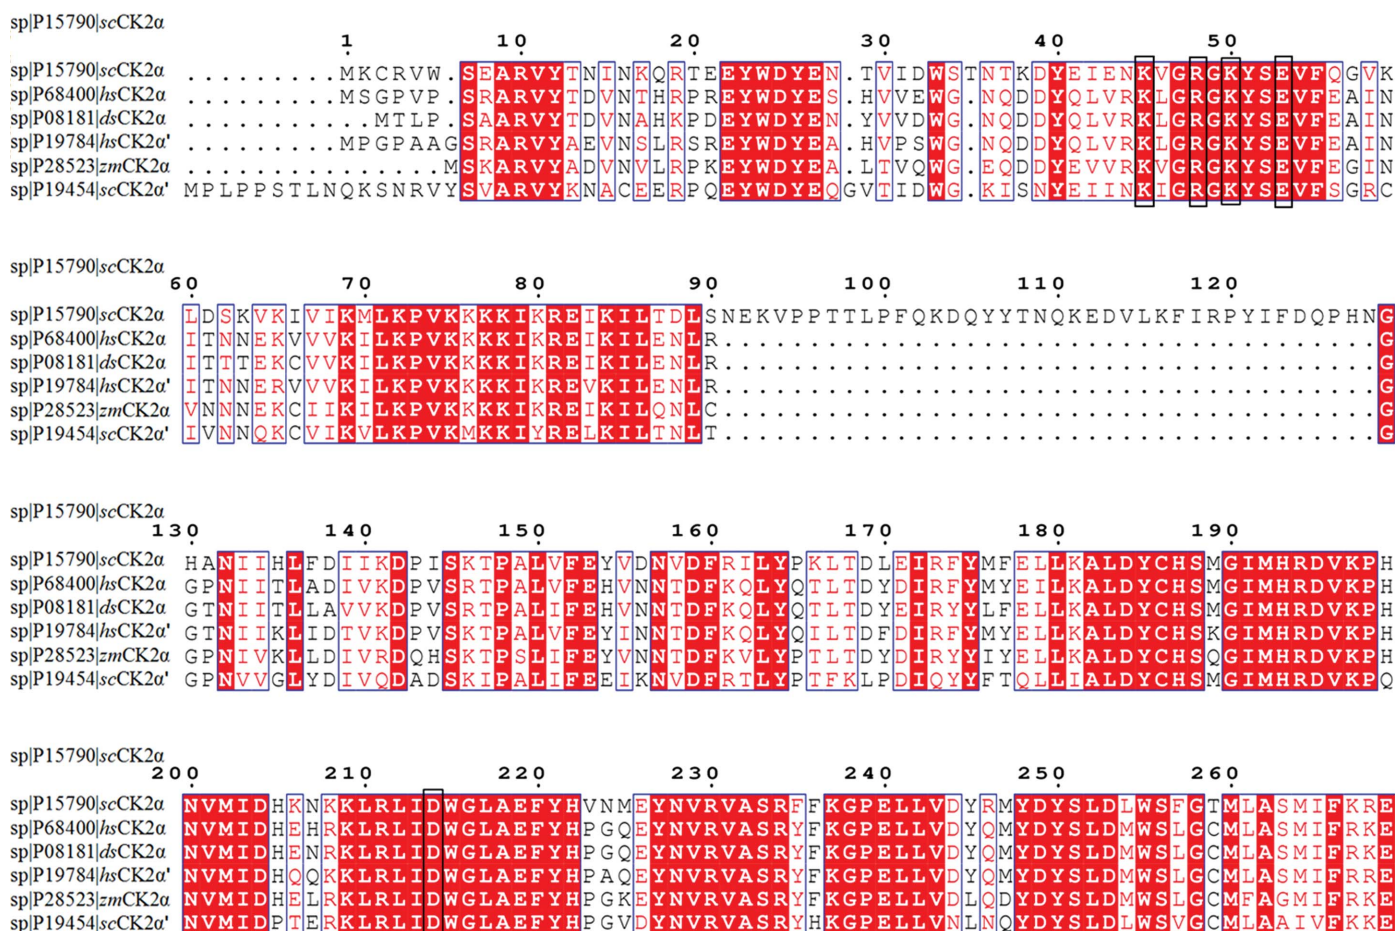 sp|P15790|scCK2α
1 10 20 30 40 50
sp|P15790|scCK2α .........MKCRVW.SEARVYTNINKQRTEEYWDYEN.TVIDWSTNTKDYEIENKVGRGKYSEVFQGVK
sp|P68400|hsCK2α .........MSGPVP.SRARVYTDVNTHRPREYWDYES.HVVEWG.NQDDYQLVRKLGRGKYSEVFEAIN
sp|P08181|dsCK2α ...........MTLP.SAARVYTDVNAHKPDEYWDYEN.YVVDWG.NQDDYQLVRKLGRGKYSEVFEAIN
sp|P19784|hsCK2α' .........MPGPAAGSRARVYAEVNSLRSREYWDYEA.HVPSWG.NQDDYQLVRKLGRGKYSEVFEAIN
sp|P28523|zmCK2α ...............MSKARVYADVNVLRPKEYWDYEA.LTVQWG.EQDDYEVVRKVGRGKYSEVFEGIN
sp|P19454|scCK2α' MPLPPSTLNQKSNRVYSVARVYKNACEERPQEYWDYEQGVTIDWG.KISNYEIINKIGRGKYSEVFSGRC
sp|P15790|scCK2α
60 70 80 90 100 110 120
sp|P15790|scCK2α LDSKVKIVIKMLKPVKKKKIKREIKILTDLSNEKVPPTTLPFQKDQYYTNQKEDVLKFIRPYIFDQPHNG
sp|P68400|hsCK2α ITNNEKVVVKILKPVKKKKIKREIKILENLR......................................G
sp|P08181|dsCK2α ITTTEKCVVKILKPVKKKKIKREIKILENLR......................................G
sp|P19784|hsCK2α' ITNNERVVVKILKPVKKKKIKREVKILENLR......................................G
sp|P28523|zmCK2α VNNNEKCIIKILKPVKKKKIKREIKILQNLC......................................G
sp|P19454|scCK2α' IVNNQKCVIKVLKPVKMKKIYRELKILTNLT......................................G
sp|P15790|scCK2α
130 140 150 160 170 180 190
sp|P15790|scCK2α HANIIHLFDIIKDPISKTPALVFEYVDNVDFRILYPKLTDLEIRFYMFELLKALDYCHSMGIMHRDVKPH
sp|P68400|hsCK2α GPNIITLADIVKDPVSRTPALVFEHVNNTDFKQLYQTLTDYDIRFYMYEILKALDYCHSMGIMHRDVKPH
sp|P08181|dsCK2α GTNIITLLAVVKDPVSRTPALIFEHVNNTDFKQLYQTLTDYEIRYYLFELLKALDYCHSMGIMHRDVKPH
sp|P19784|hsCK2α' GTNIIKLIDTVKDPVSKTPALVFEYINNTDFKQLYQILTDFDIRFYMYELLKALDYCHSKGIMHRDVKPH
sp|P28523|zmCK2α GPNIVKLLDIVRDQHSKTPSLIFEYVNNTDFKVLYPTLTDYDIRYYIYELLKALDYCHSQGIMHRDVKPH
sp|P19454|scCK2α' GPNVVGLYDIVQDADSKIPALIFEEIKNVDFRTLYPTFKLPDIQYYFTQLLIALDYCHSMGIMHRDVKPQ
sp|P15790|scCK2α
200 210 220 230 240 250 260
sp|P15790|scCK2α NVMIDHKNKKLRLIDWGLAEFYHVNMEYNVRVASRFFKGPELLVDYRMYDYSLDLWSFGTMLASMIFKRE
sp|P68400|hsCK2α NVMIDHEHRKLRLIDWGLAEFYHPGQEYNVRVASRYFKGPELLVDYQMYDYSLDMWSLGCMLASMIFRKE
sp|P08181|dsCK2α NVMIDHENRKLRLIDWGLAEFYHPGQEYNVRVASRYFKGPELLVDYQMYDYSLDMWSLGCMLASMIFRKE
sp|P19784|hsCK2α' NVMIDHQQKKLRLIDWGLAEFYHPAQEYNVRVASRYFKGPELLVDYQMYDYSLDMWSLGCMLASMIFRRE
sp|P28523|zmCK2α NVMIDHELRKLRLIDWGLAEFYHPGKEYNVRVASRYFKGPELLVDLQDYDYSLDMWSLGCMFAGMIFRKE
sp|P19454|scCK2α' NVMIDPTERKLRLIDWGLAEFYHPGVDYNVRVASRYHKGPELLVNLNQYDYSLDLWSVGCMLAAIVFKKE